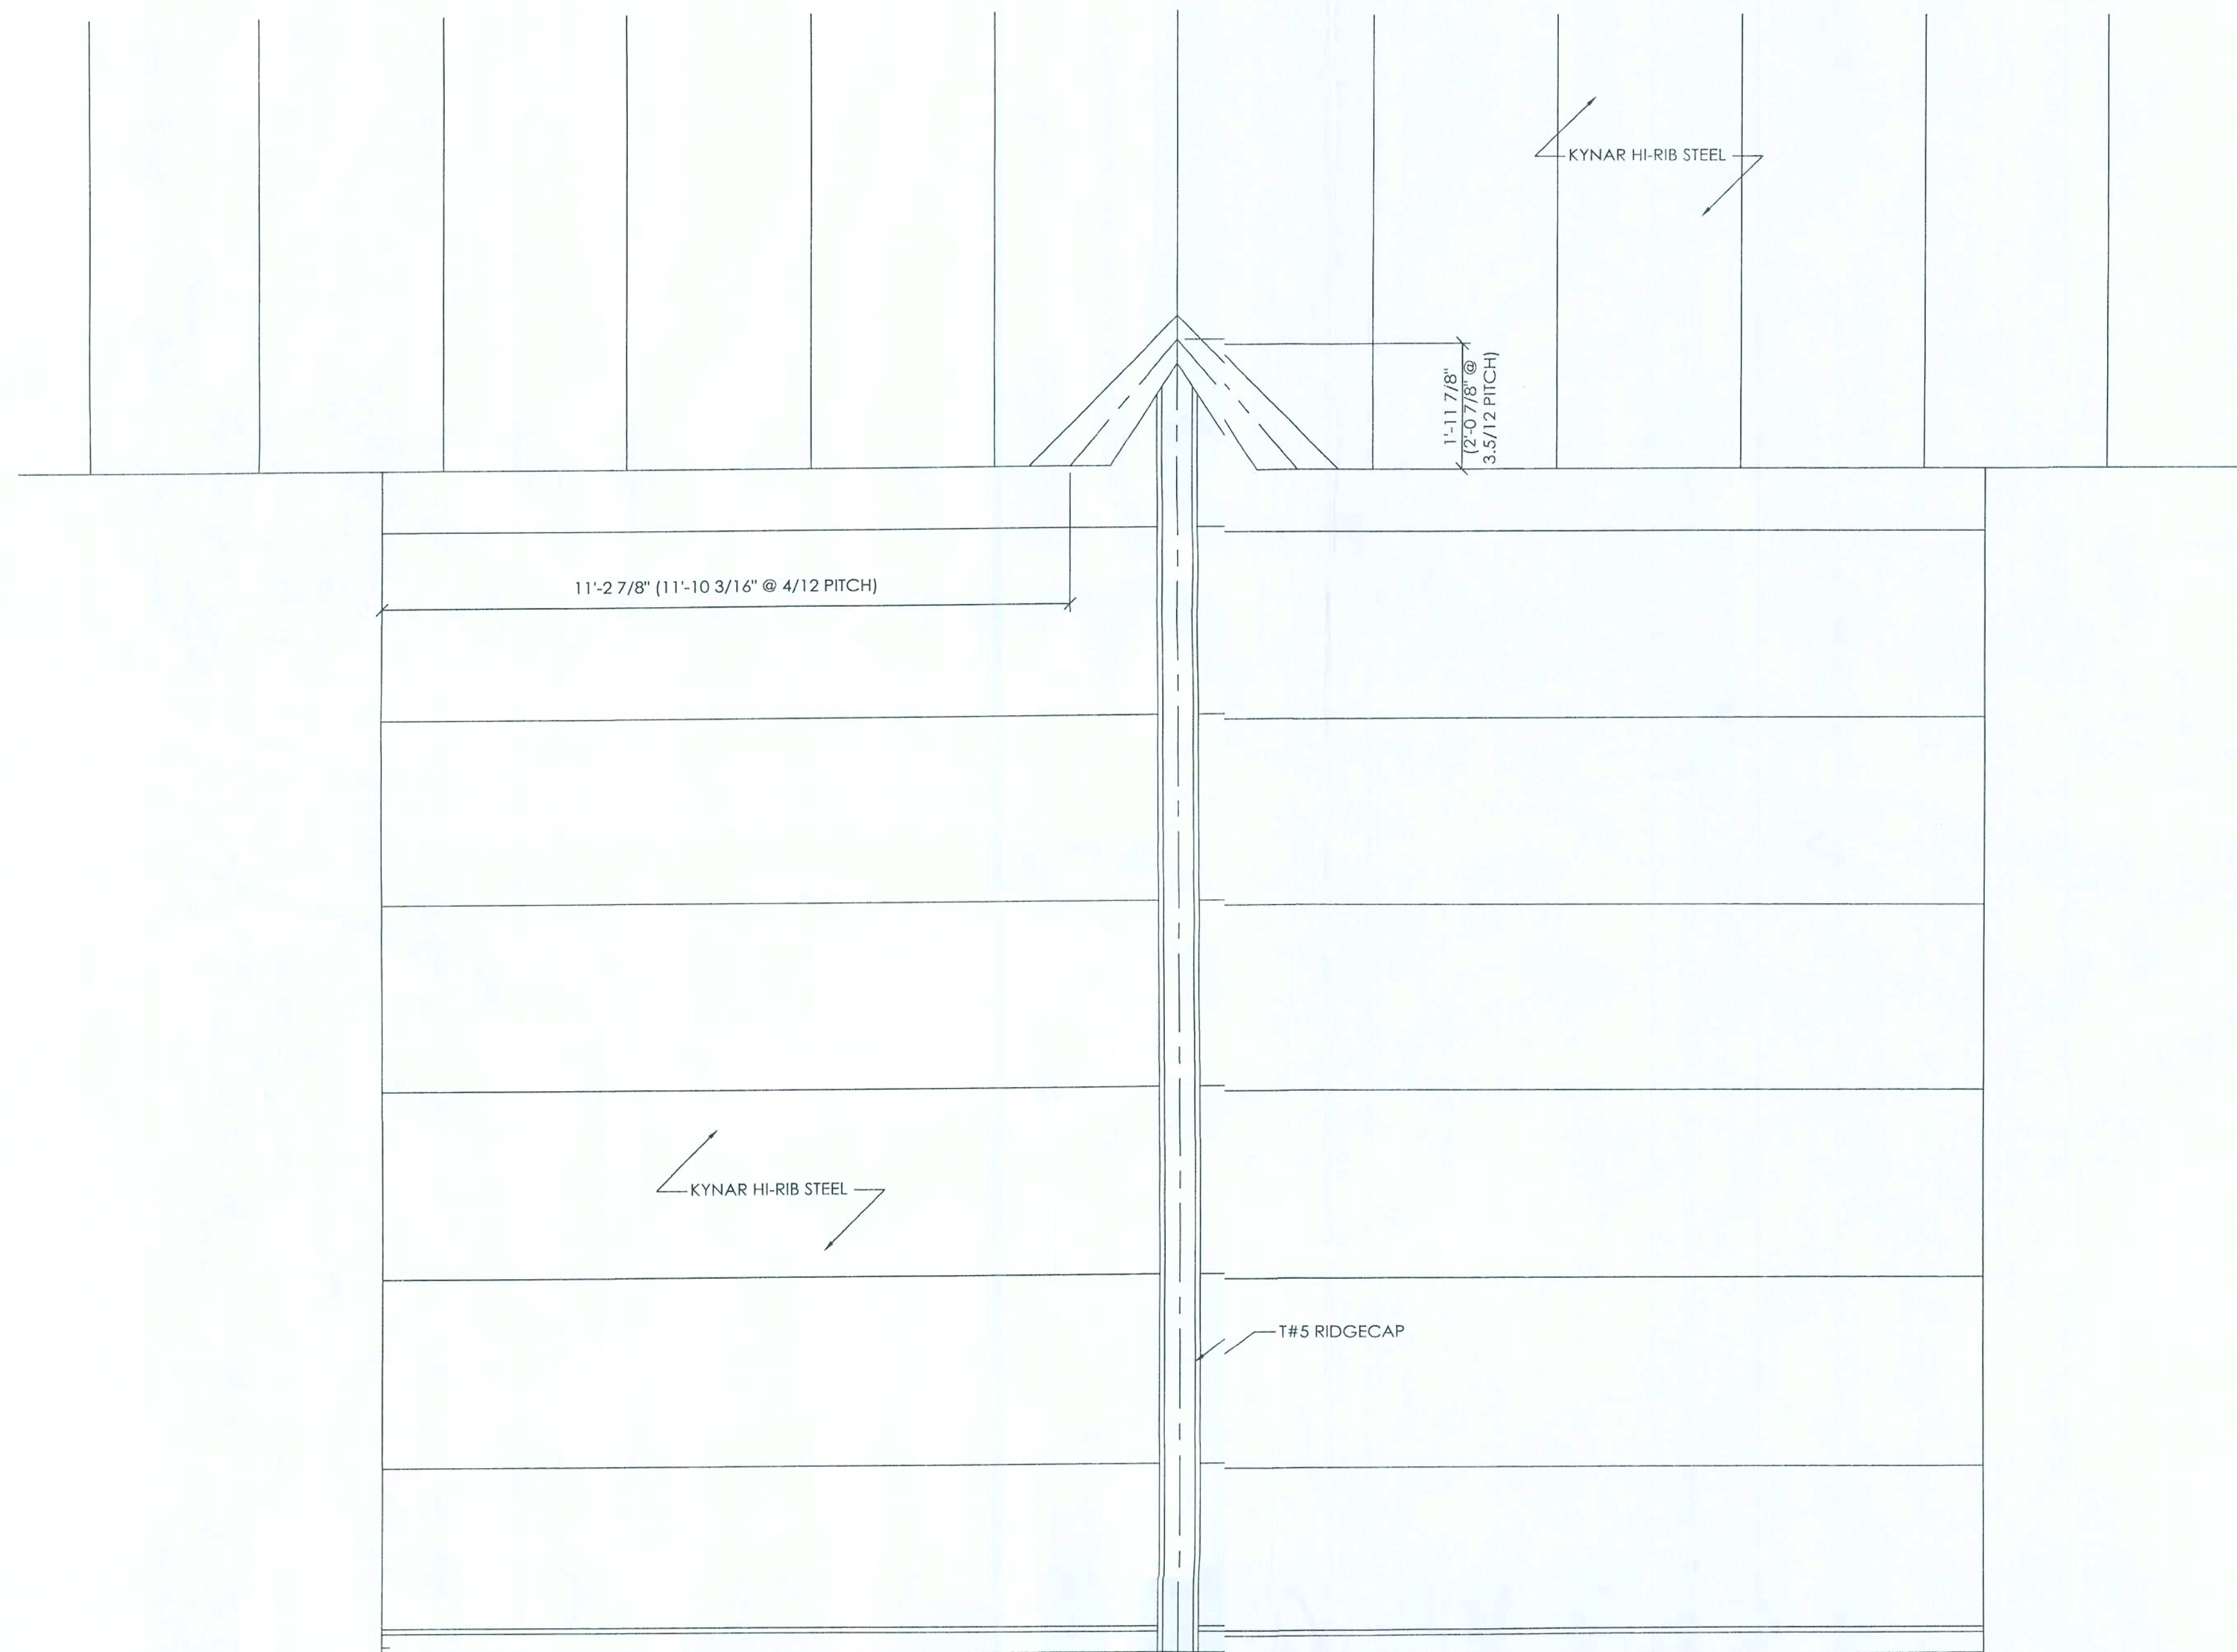 KYNAR HI-RIB STEEL
1'-11 7/8"
(2'-0 7/8" @
3.5/12 PITCH)
11'-2 7/8" (11'-10 3/16" @ 4/12 PITCH)
KYNAR HI-RIB STEEL
T#5 RIDGECAP